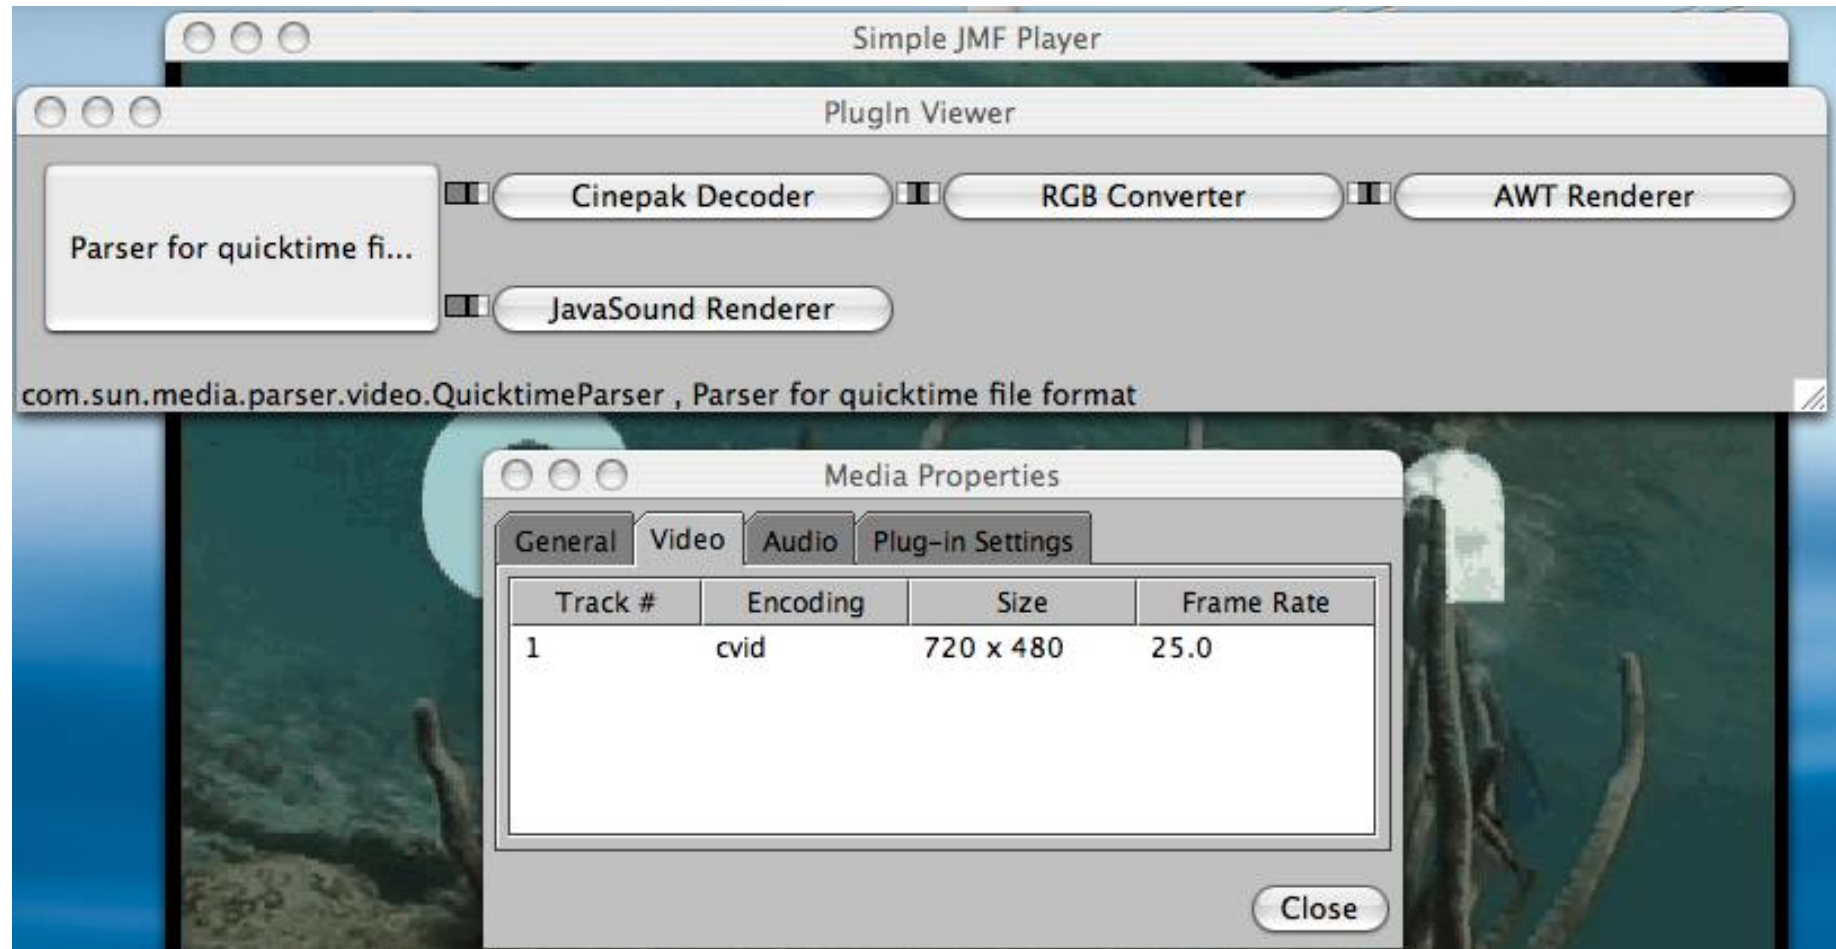 Simple JMF Player
PlugIn Viewer
Parser for quicktime fi...
Cinepak Decoder
RGB Converter
AWT Renderer
JavaSound Renderer
com.sun.media.parser.video.QuicktimeParser , Parser for quicktime file format
Media Properties
General Video Audio Plug-in Settings
Track # Encoding Size Frame Rate
1 cvid 720 x 480 25.0
Close